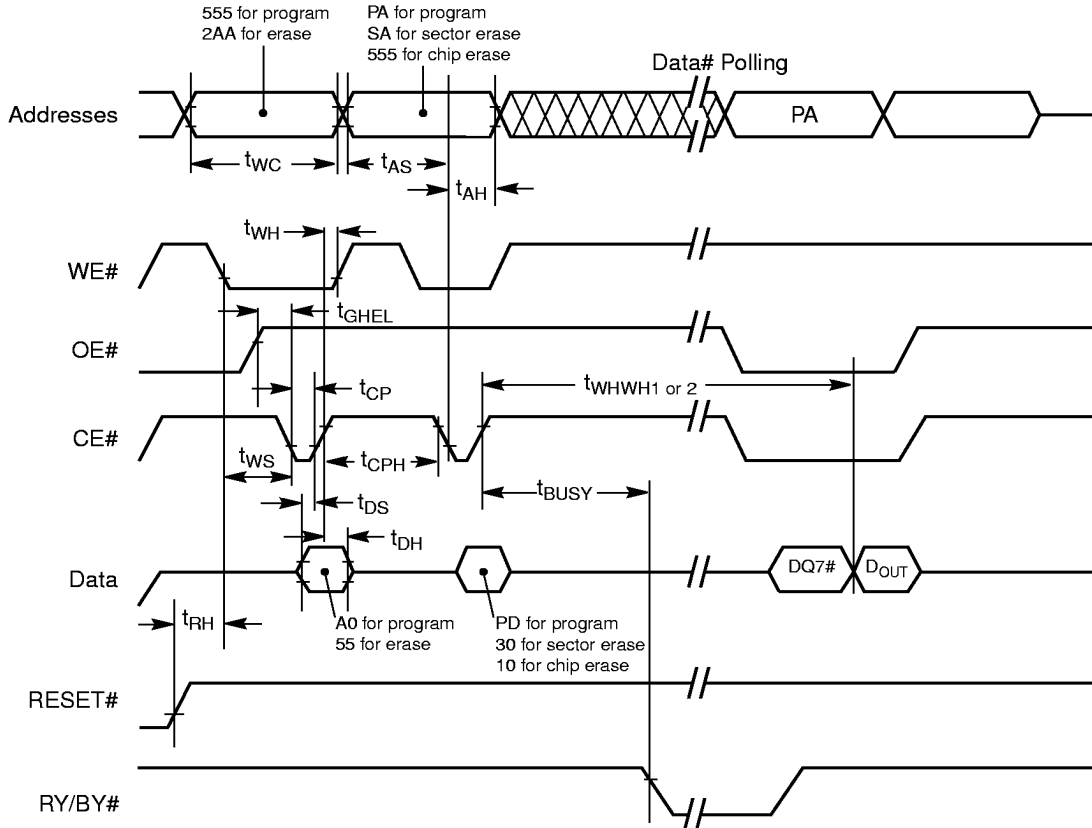 555 for program
2AA for erase
PA for program
SA for sector erase
555 for chip erase
Data# Polling
Addresses
PA
tWC
tAS
tAH
tWH
WE#
tGHEL
OE#
tWHWH1 or 2
tCP
CE#
tWS
tCPH
tBUSY
tDS
tDH
Data
DQ7#
DOUT
tRH
A0 for program
55 for erase
PD for program
30 for sector erase
10 for chip erase
RESET#
RY/BY#